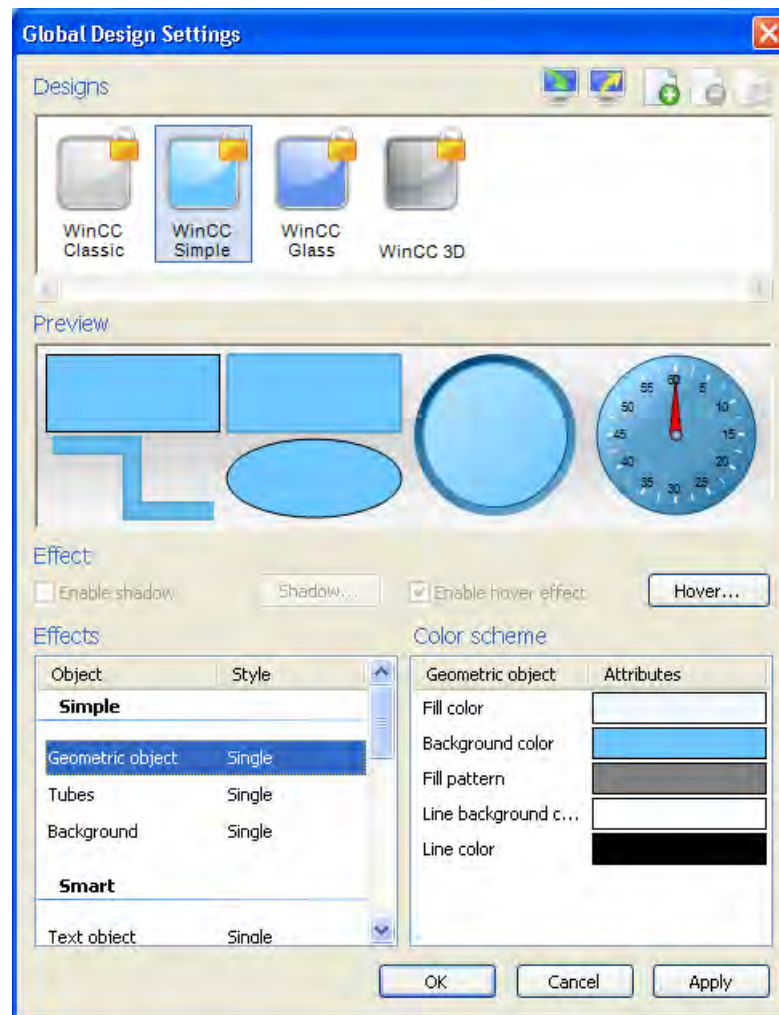 Global Design Settings
Designs
WinCC Classic
WinCC Simple
WinCC Glass
WinCC 3D
Preview
60 5 10 15 20 25 30 35 40 45 50 55
Effect
Enable shadow Shadow... Enable hover effect Hover...
Effects Color scheme
Object Style Geometric object Attributes
Simple Fill color
Geometric object Single Background color
Tubes Single Fill pattern
Background Single Line background c...
Line color
Smart
Text object Single
OK Cancel Apply